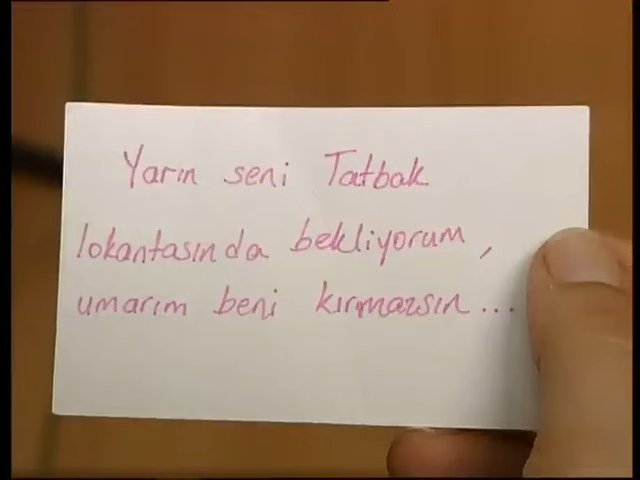 Yarın seni Tatbak
lokantasında bekliyorum,
umarım beni kırmazsın...